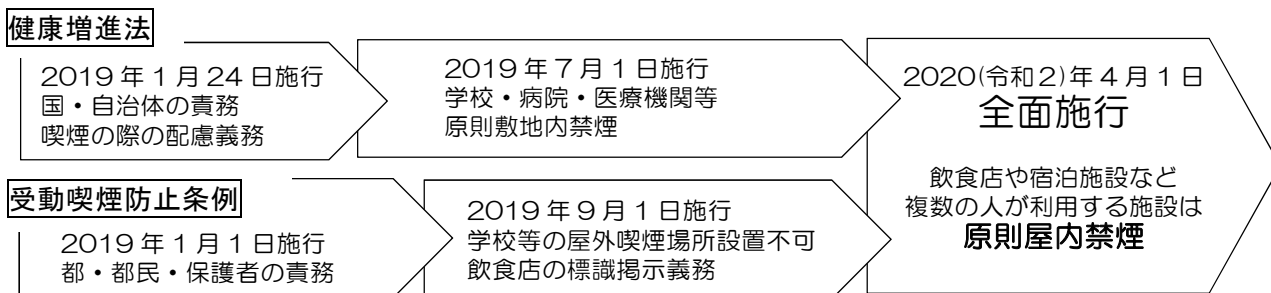 健康増進法
2019年1月24日施行
国・自治体の責務
喫煙の際の配慮義務
2019年7月1日施行
学校・病院・医療機関等
原則敷地内禁煙
受動喫煙防止条例
2019年1月1日施行
都・都民・保護者の責務
2019年9月1日施行
学校等の屋外喫煙場所設置不可
飲食店の標識掲示義務
2020(令和2)年4月1日
全面施行
飲食店や宿泊施設など
複数の人が利用する施設は
原則屋内禁煙